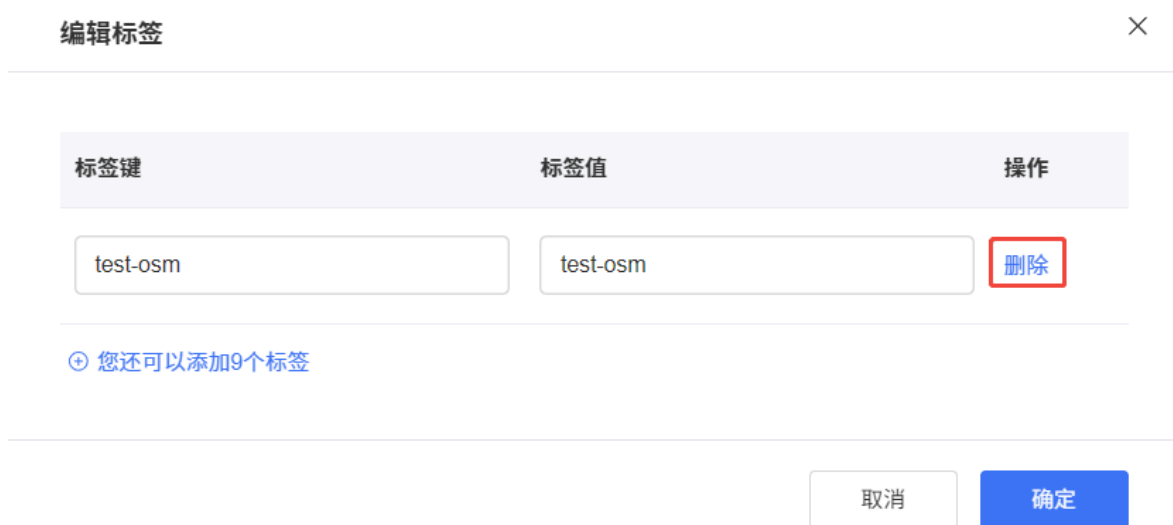 编辑标签
标签键 标签值 操作
test-osm test-osm 删除
您还可以添加9个标签
取消 确定